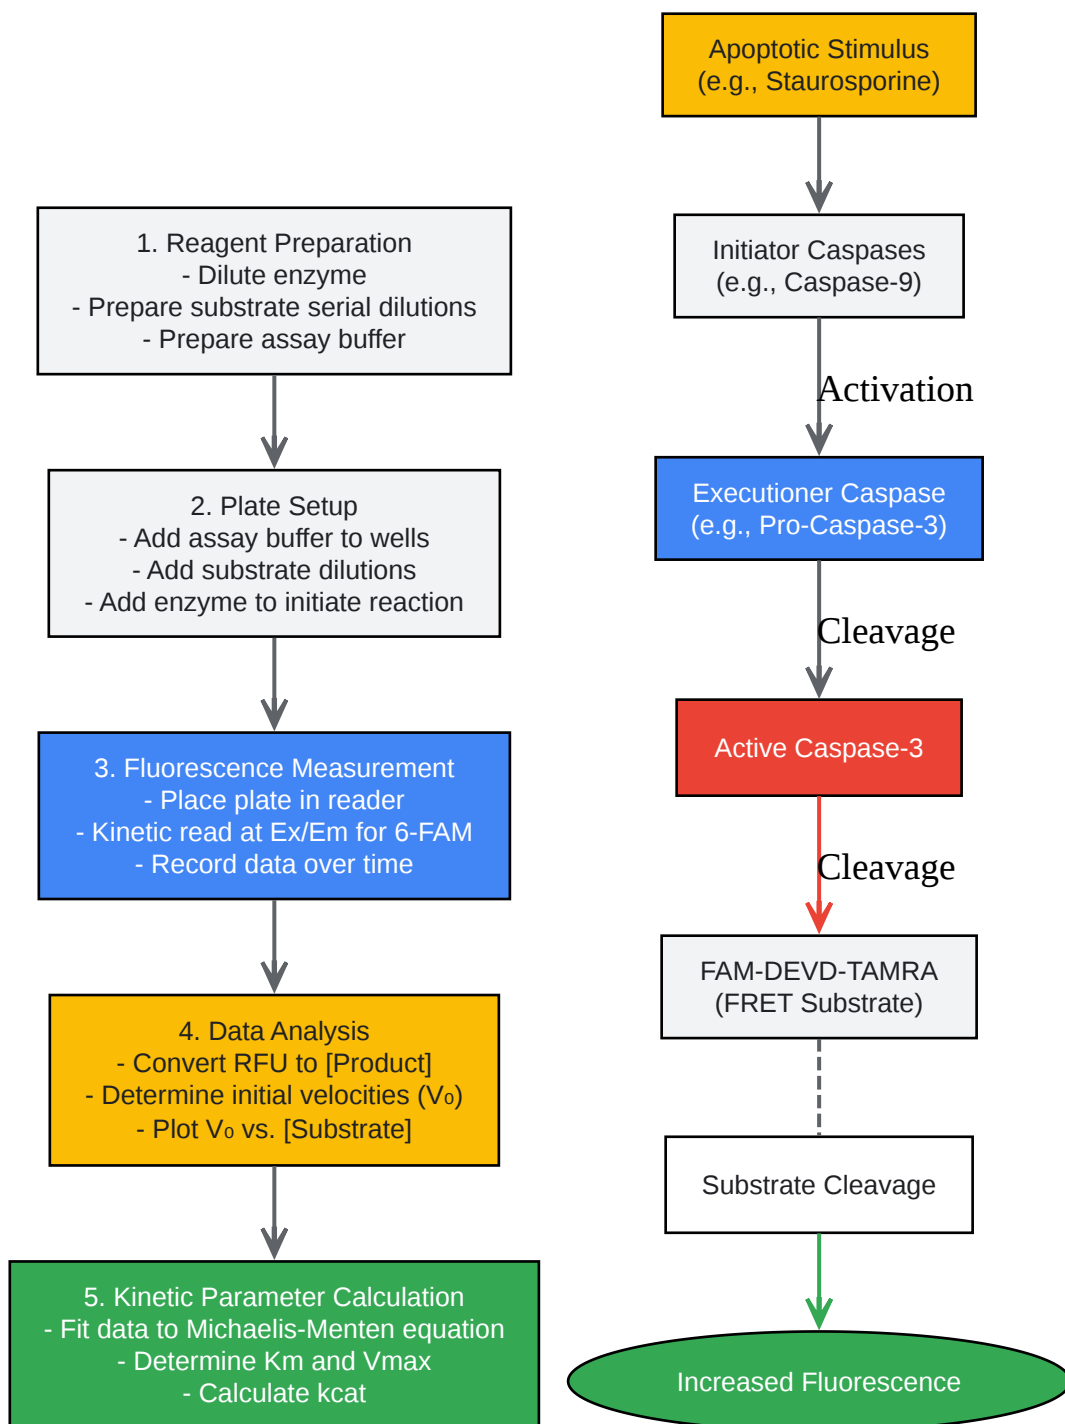 1. Reagent Preparation
- Dilute enzyme
- Prepare substrate serial dilutions
- Prepare assay buffer
2. Plate Setup
- Add assay buffer to wells
- Add substrate dilutions
- Add enzyme to initiate reaction
3. Fluorescence Measurement
- Place plate in reader
- Kinetic read at Ex/Em for 6-FAM
- Record data over time
4. Data Analysis
- Convert RFU to [Product]
- Determine initial velocities (V₀)
- Plot V₀ vs. [Substrate]
5. Kinetic Parameter Calculation
- Fit data to Michaelis-Menten equation
- Determine Km and Vmax
- Calculate kcat
Apoptotic Stimulus
(e.g., Staurosporine)
Initiator Caspases
(e.g., Caspase-9)
Activation
Executioner Caspase
(e.g., Pro-Caspase-3)
Cleavage
Active Caspase-3
Cleavage
FAM-DEVD-TAMRA
(FRET Substrate)
Substrate Cleavage
Increased Fluorescence